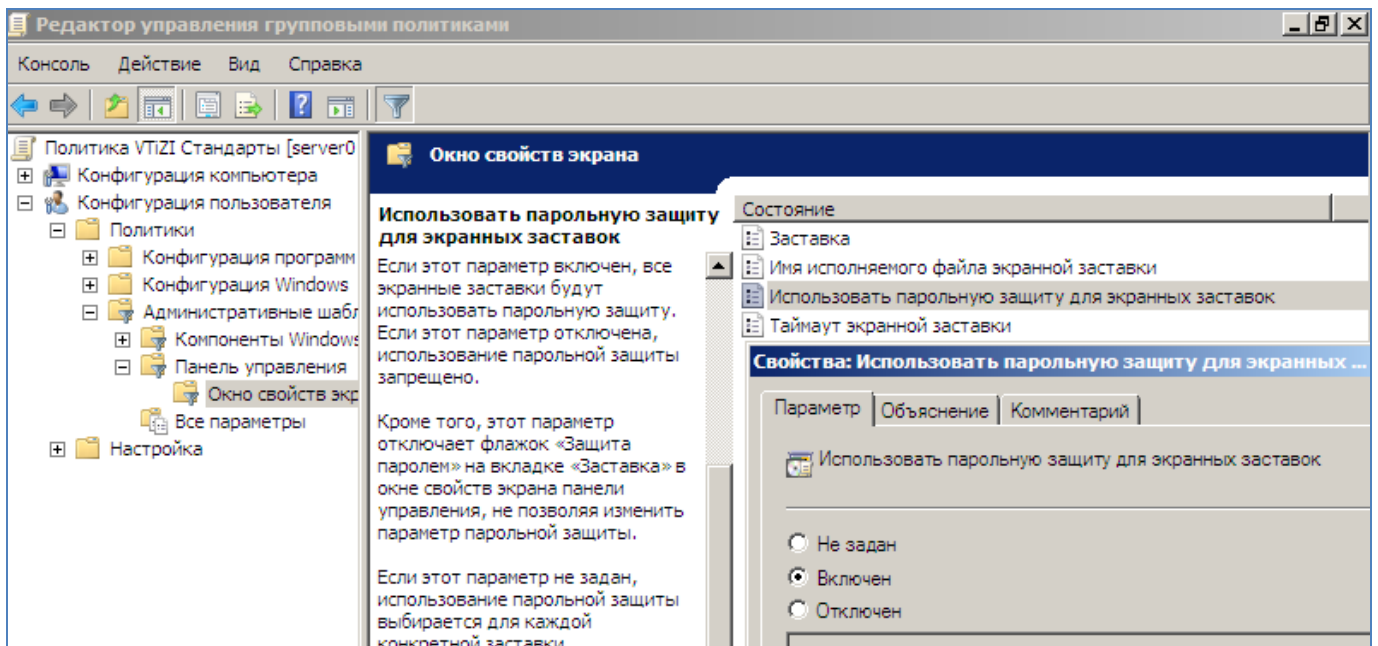 Редактор управления групповыми политиками
Консоль Действие Вид Справка
Политика VTiZI Стандарты [server0
Конфигурация компьютера
Конфигурация пользователя
Политики
Конфигурация программ
Конфигурация Windows
Административные шабл
Компоненты Windows
Панель управления
Окно свойств экр
Все параметры
Настройка
Окно свойств экрана
Использовать парольную защиту
для экранных заставок
Если этот параметр включен, все
экранные заставки будут
использовать парольную защиту.
Если этот параметр отключена,
использование парольной защиты
запрещено.
Кроме того, этот параметр
отключает флажок «Защита
паролем» на вкладке «Заставка» в
окне свойств экрана панели
управления, не позволяя изменить
параметр парольной защиты.
Если этот параметр не задан,
использование парольной защиты
выбирается для каждой
конкретной заставки
Состояние
Заставка
Имя исполняемого файла экранной заставки
Использовать парольную защиту для экранных заставок
Таймаут экранной заставки
Свойства: Использовать парольную защиту для экранных ...
Параметр Объяснение Комментарий
Использовать парольную защиту для экранных заставок
Не задан
Включен
Отключен